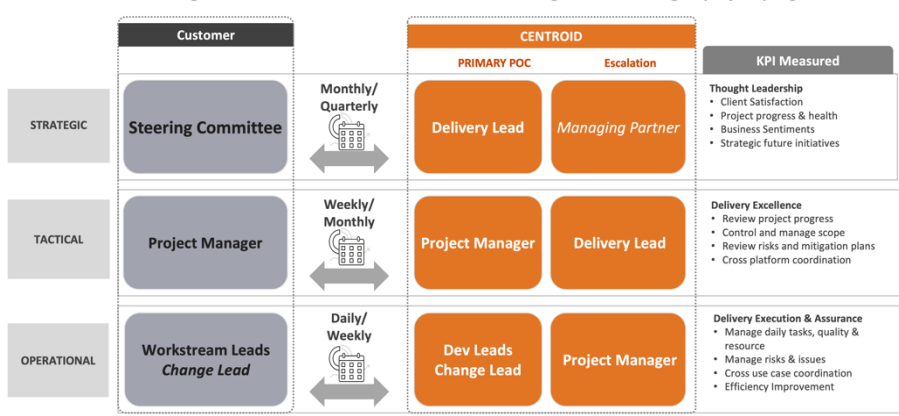 Customer
CENTROID
PRIMARY POC
Escalation
KPI Measured
STRATEGIC
Steering Committee
Monthly/
Quarterly
Delivery Lead
Managing Partner
Thought Leadership
• Client Satisfaction
• Project progress & health
• Business Sentiments
• Strategic future initiatives
TACTICAL
Project Manager
Weekly/
Monthly
Project Manager
Delivery Lead
Delivery Excellence
• Review project progress
• Control and manage scope
• Review risks and mitigation plans
• Cross platform coordination
OPERATIONAL
Workstream Leads
Change Lead
Daily/
Weekly
Dev Leads
Change Lead
Project Manager
Delivery Execution & Assurance
• Manage daily tasks, quality &
resource
• Manage risks & issues
• Cross use case coordination
• Efficiency Improvement